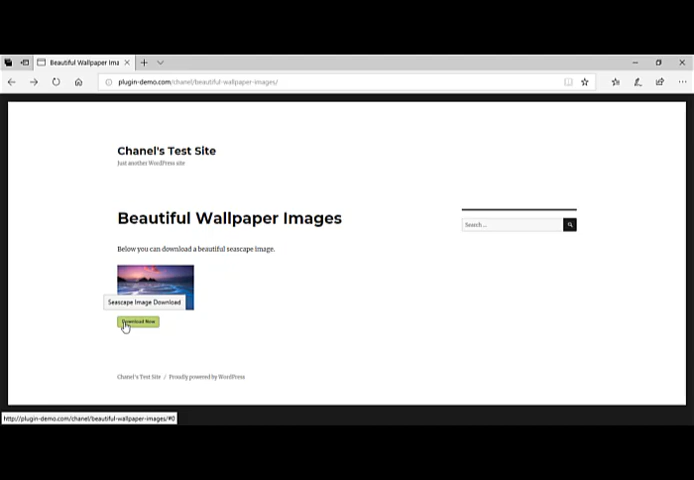 Beautiful Wallpaper Ima
plugin-demo.com/chanel/beautiful-wallpaper-images/
Chanel's Test Site
Just another WordPress site
Beautiful Wallpaper Images
Search ...
Below you can download a beautiful seascape image.
Seascape Image Download
Download Now
Chanel's Test Site / Proudly powered by WordPress
http://plugin-demo.com/chanel/beautiful-wallpaper-images/#0